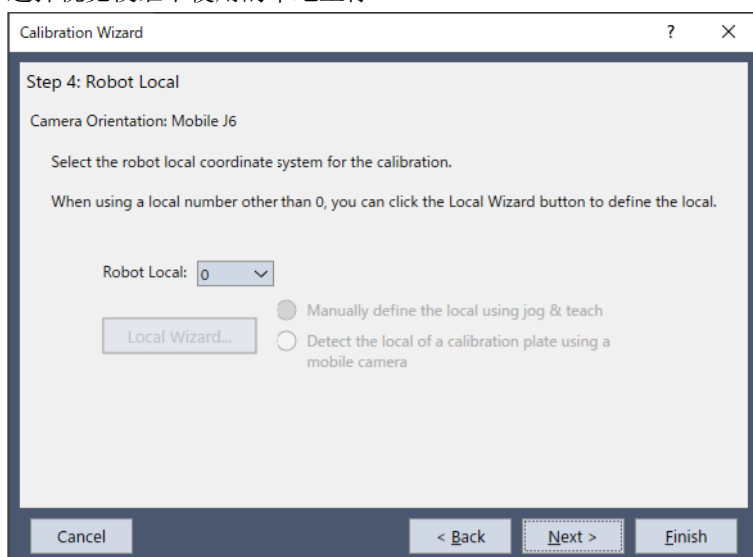 Calibration Wizard ? ×
Step 4: Robot Local
Camera Orientation: Mobile J6
Select the robot local coordinate system for the calibration.
When using a local number other than 0, you can click the Local Wizard button to define the local.
Robot Local: 0
Manually define the local using jog & teach
Local Wizard...
Detect the local of a calibration plate using a
mobile camera
Cancel < Back Next > Finish